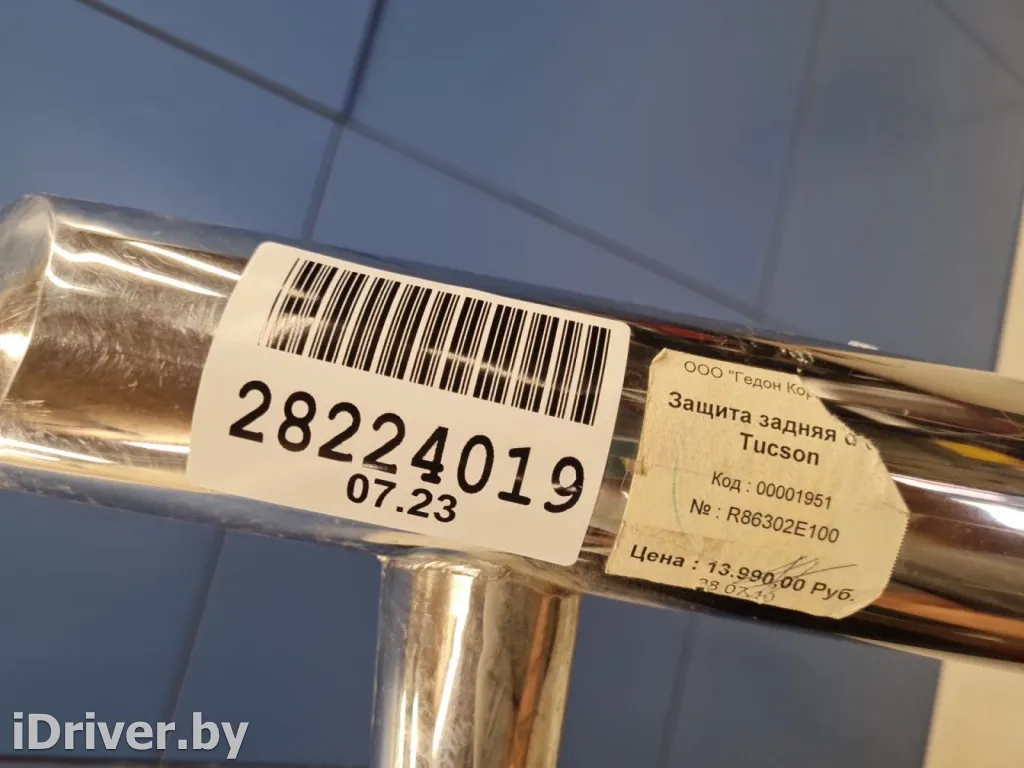 28224019
07.23
ООО "Гедон
Защита задняя
Tucson
Код : 00001951
№ : R86302E100
Цена : 13.990,00 Руб.
iDriver.by